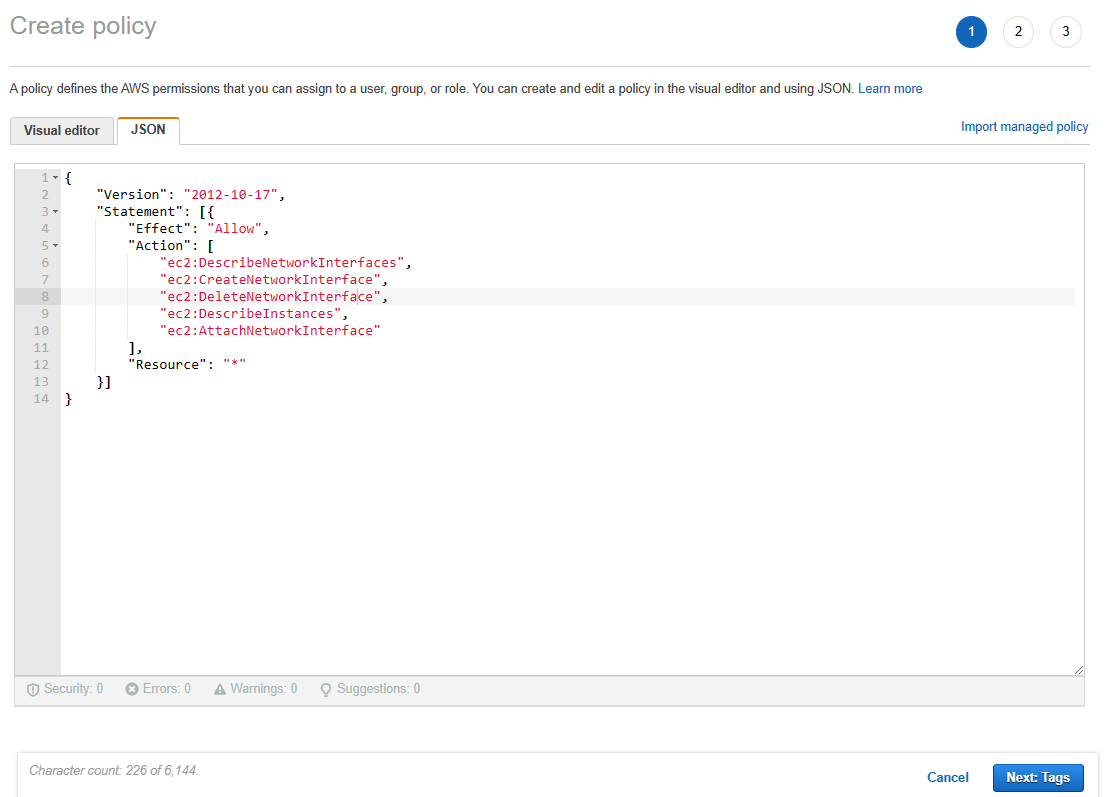 Create policy
1 2 3
A policy defines the AWS permissions that you can assign to a user, group, or role. You can create and edit a policy in the visual editor and using JSON. Learn more
Visual editor JSON Import managed policy
1 {
2     "Version": "2012-10-17",
3     "Statement": [{
4         "Effect": "Allow",
5         "Action": [
6             "ec2:DescribeNetworkInterfaces",
7             "ec2:CreateNetworkInterface",
8             "ec2:DeleteNetworkInterface",
9             "ec2:DescribeInstances",
10             "ec2:AttachNetworkInterface"
11         ],
12         "Resource": "*"
13     }]
14 }
Security: 0 Errors: 0 Warnings: 0 Suggestions: 0
Character count: 226 of 6,144.
Cancel Next: Tags